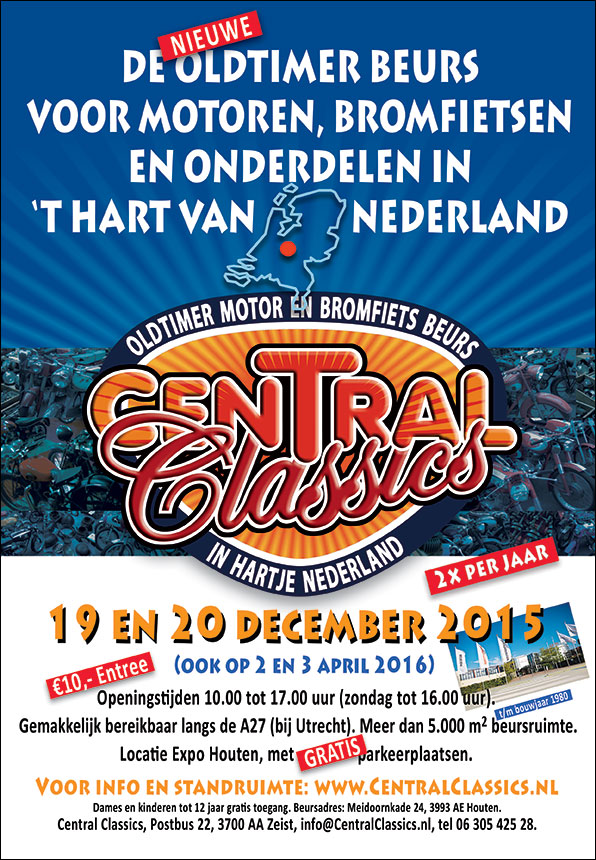 NIEUWE
DE OLDTIMER BEURS
VOOR MOTOREN, BROMFIETSEN
EN ONDERDELEN IN
'T HART VAN NEDERLAND
OLDTIMER MOTOR EN BROMFIETS BEURS
CENTRAL
Classics
IN HARTJE NEDERLAND
2X PER JAAR
19 EN 20 DECEMBER 2015
€10,- Entree
(OOK OP 2 EN 3 APRIL 2016)
Openingstijden 10.00 tot 17.00 uur (zondag tot 16.00 uur).
t/m bouwjaar 1980
Gemakkelijk bereikbaar langs de A27 (bij Utrecht). Meer dan 5.000 m² beursruimte.
Locatie Expo Houten, met GRATIS parkeerplaatsen.
VOOR INFO EN STANDRUIMTE: WWW.CENTRALCLASSICS.NL
Dames en kinderen tot 12 jaar gratis toegang. Beursadres: Meidoornkade 24, 3993 AE Houten.
Central Classics, Postbus 22, 3700 AA Zeist, info@CentralClassics.nl, tel 06 305 425 28.